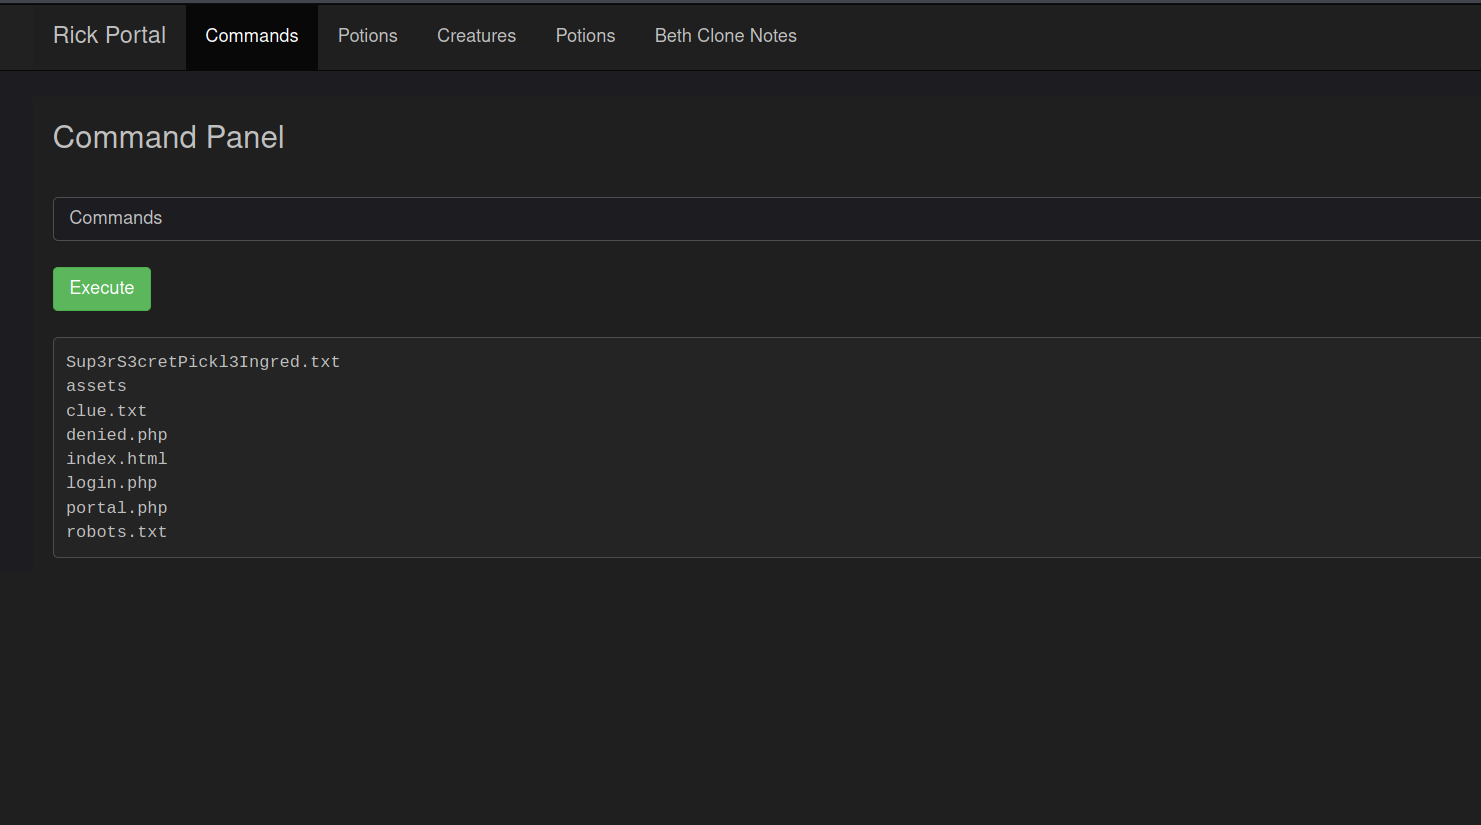 Rick Portal Commands Potions Creatures Potions Beth Clone Notes
Command Panel
Commands
Execute
Sup3rS3cretPickl3Ingred.txt
assets
clue.txt
denied.php
index.html
login.php
portal.php
robots.txt